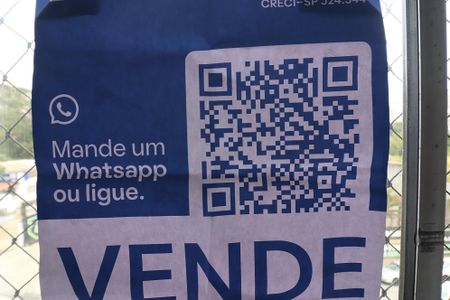 CRECI-SP
Mande um
Whatsapp
ou ligue.
VENDE